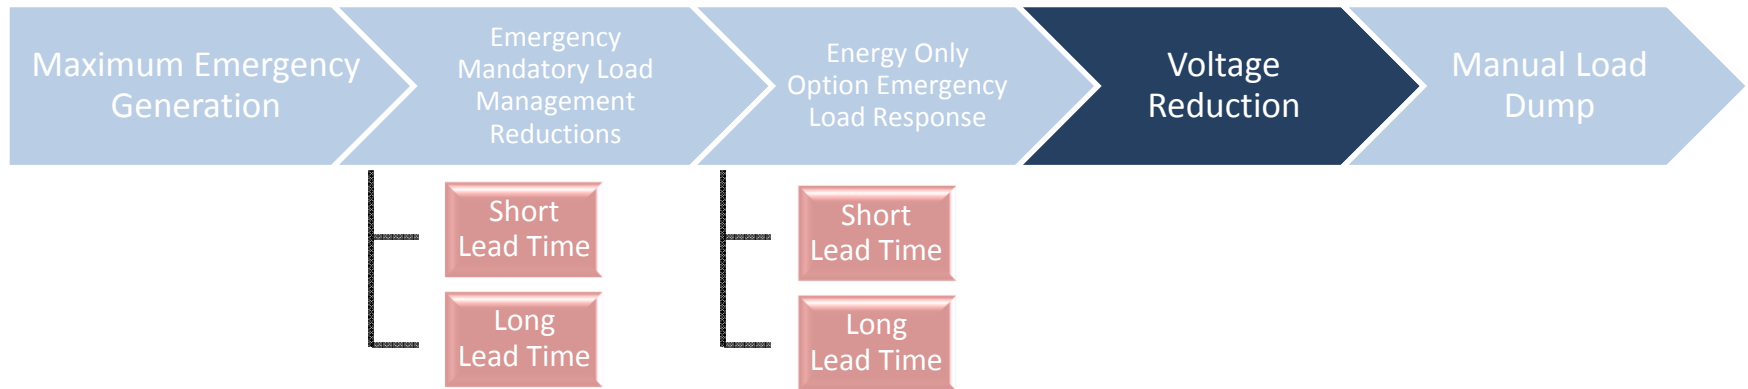 Maximum Emergency
Generation
Emergency
Mandatory Load
Management
Reductions
Energy Only
Option Emergency
Load Response
Voltage
Reduction
Manual Load
Dump
Short
Lead Time
Long
Lead Time
Short
Lead Time
Long
Lead Time